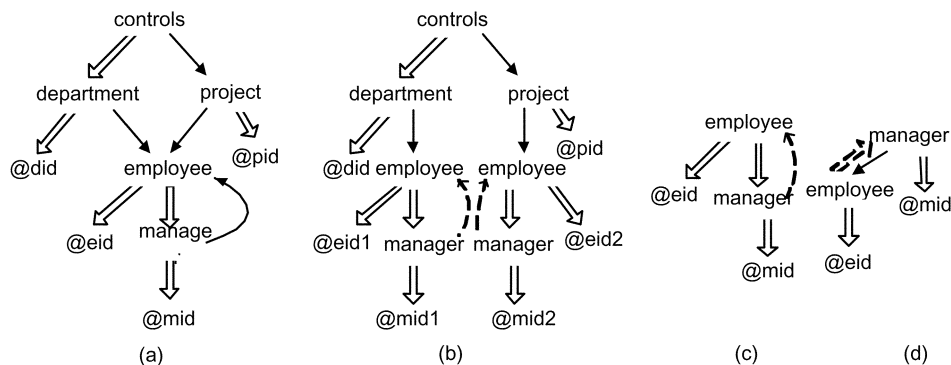 controls
department
project
@did
employee
@pid
@eid
manage
@mid
(a)
controls
department
project
@did employee
employee
@pid
@eid1
manager
manager
@eid2
@mid1
@mid2
(b)
employee
@eid
manager
@mid
(c)
manager
employee
@mid
@eid
(d)